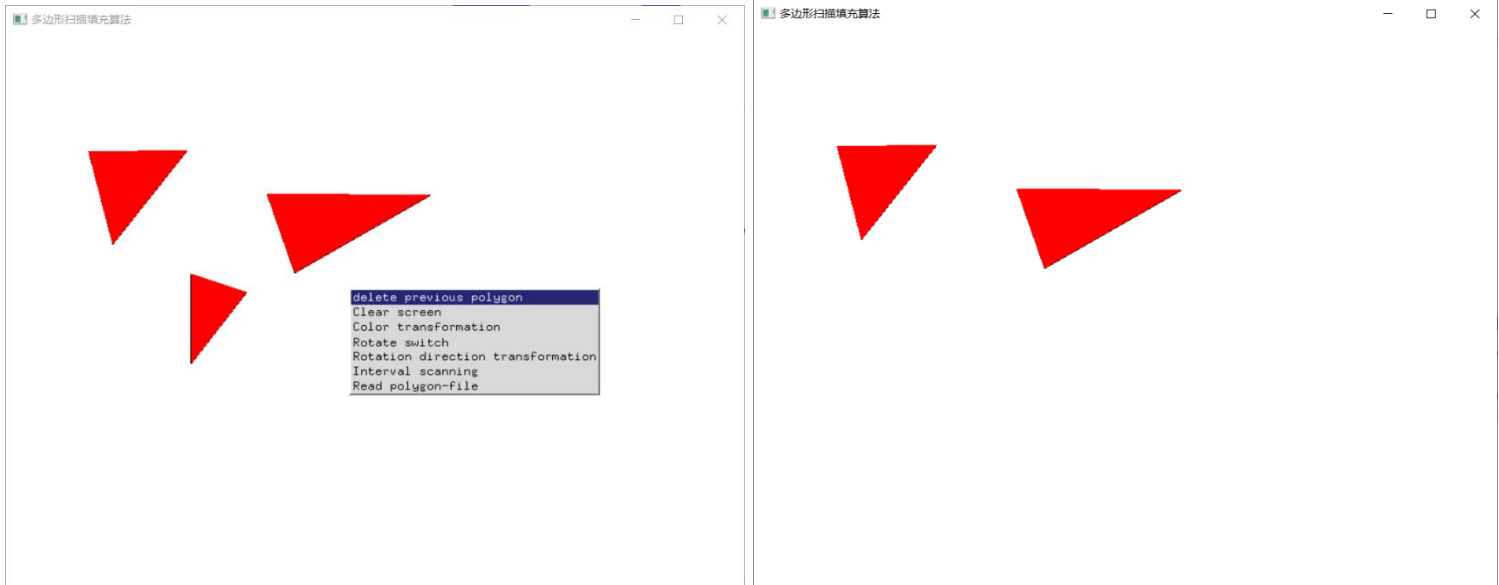 多边形扫描填充算法
delete previous polygon
Clear screen
Color transformation
Rotate switch
Rotation direction transformation
Interval scanning
Read polygon-file
多边形扫描填充算法